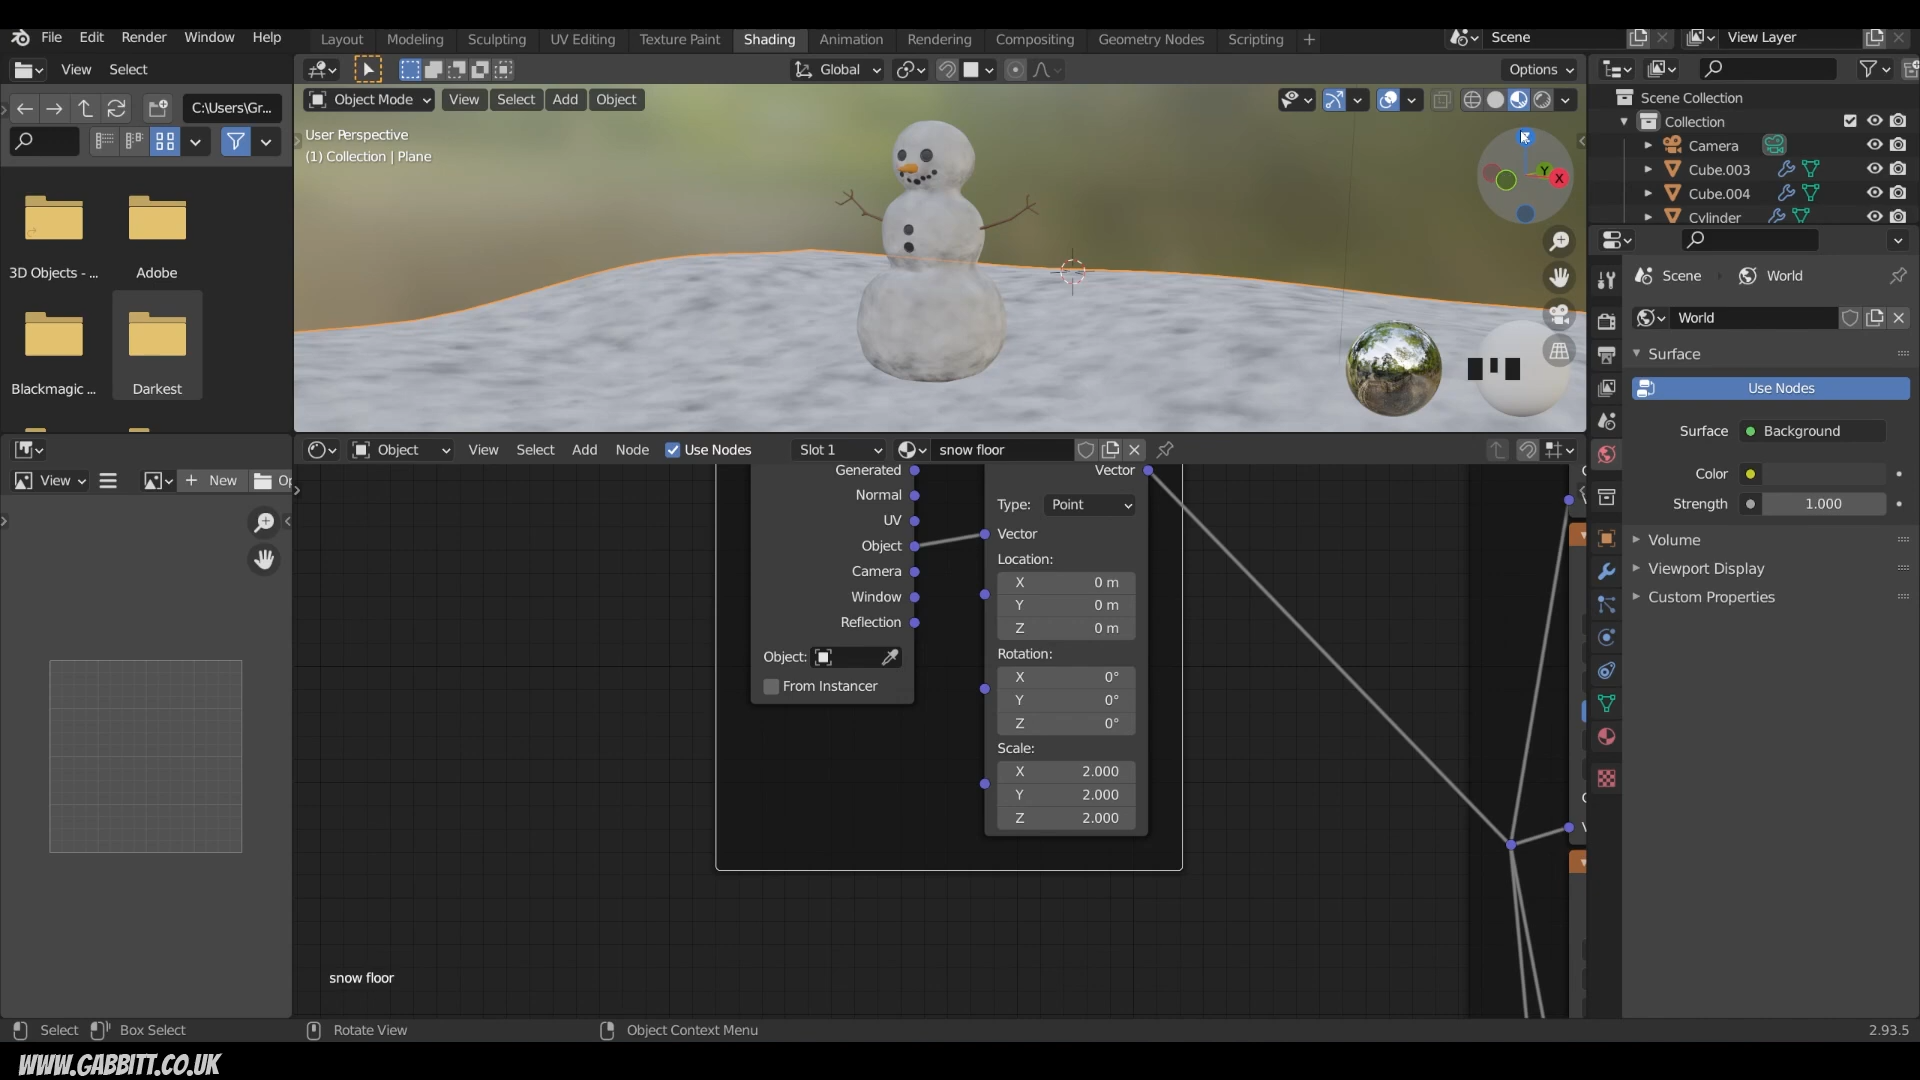 File Edit Render Window Help
Layout Modeling Sculpting UV Editing Texture Paint Shading Animation Rendering Compositing Geometry Nodes Scripting +
Scene
View Layer
View Select
Global
Options
C:\Users\Gr...
Object Mode View Select Add Object
User Perspective
(1) Collection | Plane
Y
X
3D Objects - ...
Adobe
Blackmagic ...
Darkest
Scene Collection
Collection
Camera
Cube.003
Cube.004
Cylinder
Scene > World
World
Surface
Use Nodes
Surface Background
Color
Strength 1.000
Volume
Viewport Display
Custom Properties
View
New
Object View Select Add Node Use Nodes Slot 1 snow floor
Generated
Normal
UV
Object
Camera
Window
Reflection
Object:
From Instancer
Vector
Type: Point
Vector
Location:
X 0 m
Y 0 m
Z 0 m
Rotation:
X 0°
Y 0°
Z 0°
Scale:
X 2.000
Y 2.000
Z 2.000
snow floor
Select Box Select Rotate View Object Context Menu 2.93.5
WWW.GABBITT.CO.UK